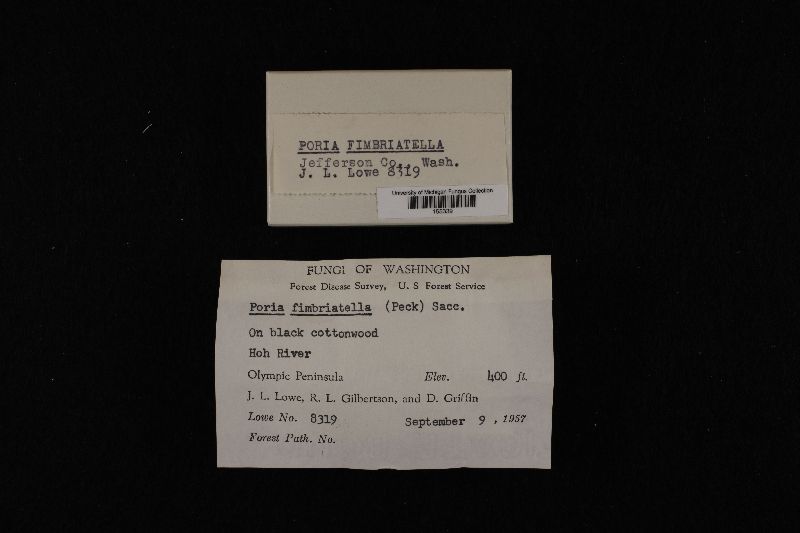 PORIA FIMBRIATELLA
Jefferson Co., Wash.
J. L. Lowe 8319
University of Michigan Fungus Collection
FUNGI OF WASHINGTON
Forest Disease Survey, U. S Forest Service
Poria fimbriatella (Peck) Sacc.
On black cottonwood
Hoh River
Olympic Peninsula Elev. 400 ft.
J. L. Lowe, R. L. Gilbertson, and D. Griffin
Lowe No. 8319 September 9 , 1957
Forest Path. No.